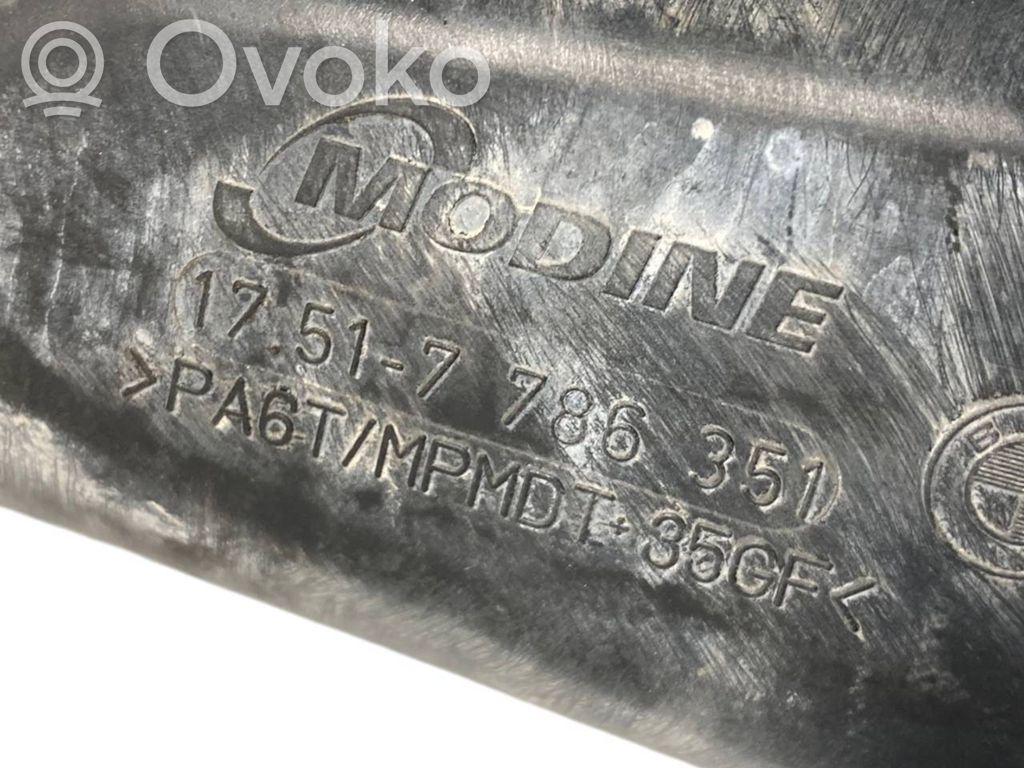 Ovoko
MODINE
17.51-7 786 351
>PA6T/MPMDT-35GF<
B